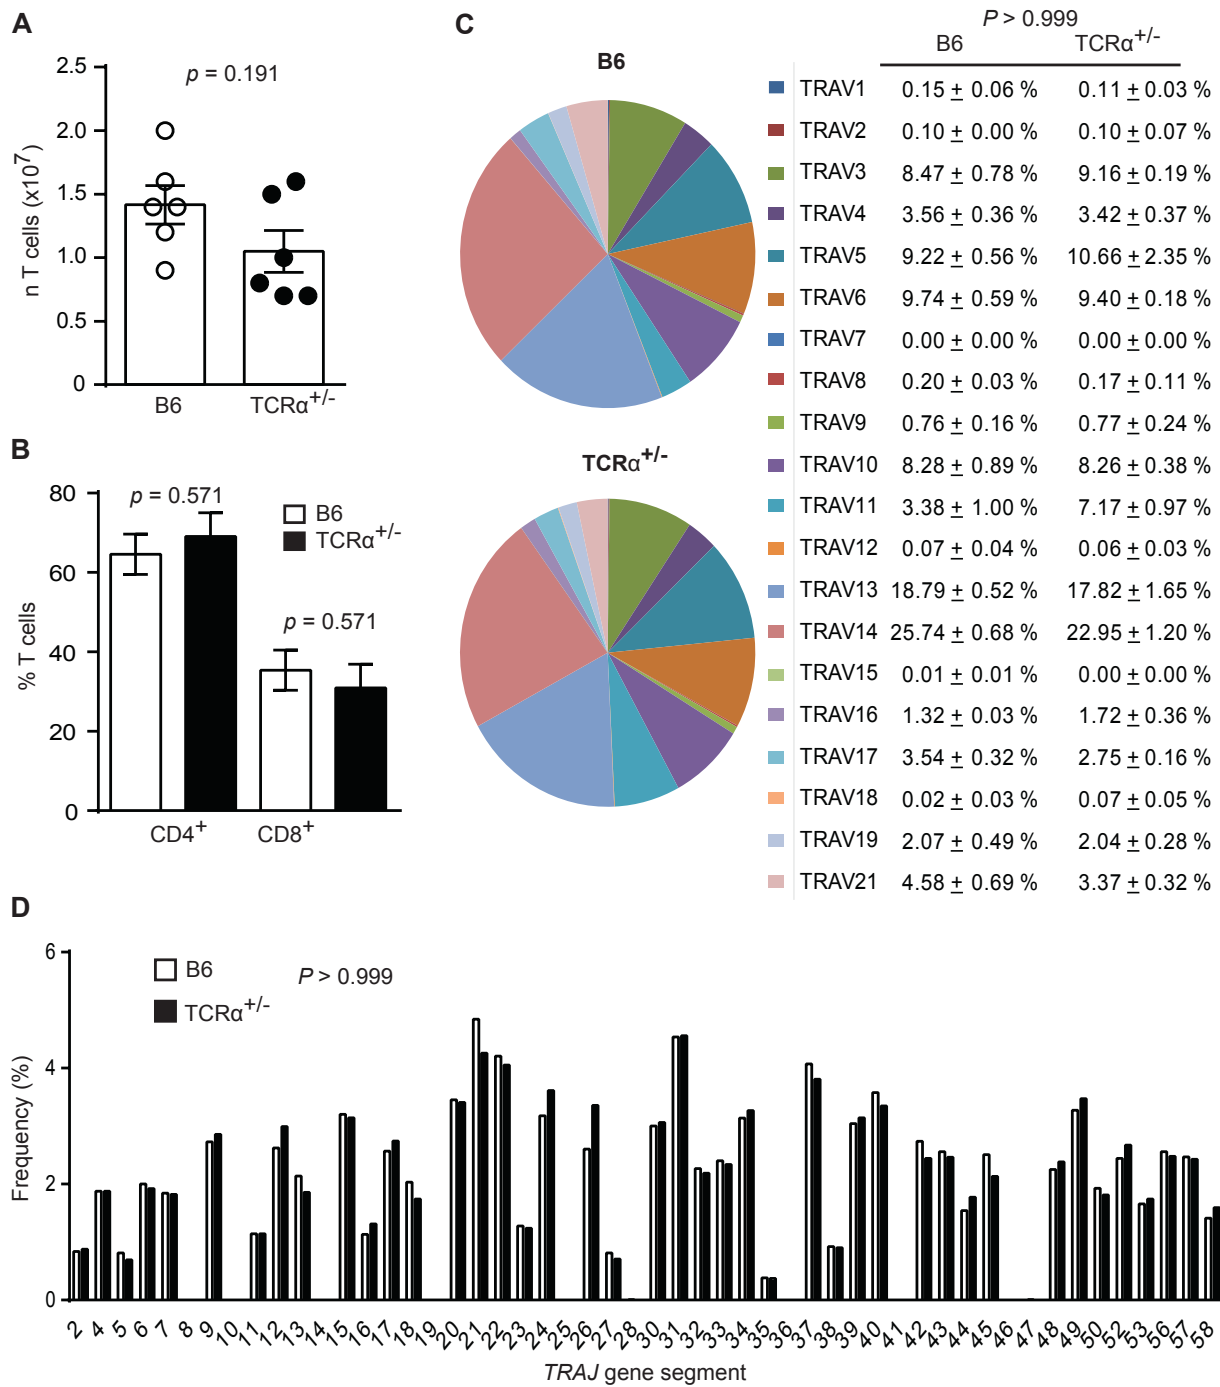 A
p = 0.191
2.5
2.0
1.5
1.0
0.5
0
n T cells (x10⁷)
B6
TCRα⁺/⁻
B
80
60
40
20
0
% T cells
p = 0.571
p = 0.571
B6
TCRα⁺/⁻
CD4⁺
CD8⁺
C
B6
TCRα⁺/⁻
P > 0.999
B6 TCRα⁺/⁻
TRAV1 0.15 ± 0.06 % 0.11 ± 0.03 %
TRAV2 0.10 ± 0.00 % 0.10 ± 0.07 %
TRAV3 8.47 ± 0.78 % 9.16 ± 0.19 %
TRAV4 3.56 ± 0.36 % 3.42 ± 0.37 %
TRAV5 9.22 ± 0.56 % 10.66 ± 2.35 %
TRAV6 9.74 ± 0.59 % 9.40 ± 0.18 %
TRAV7 0.00 ± 0.00 % 0.00 ± 0.00 %
TRAV8 0.20 ± 0.03 % 0.17 ± 0.11 %
TRAV9 0.76 ± 0.16 % 0.77 ± 0.24 %
TRAV10 8.28 ± 0.89 % 8.26 ± 0.38 %
TRAV11 3.38 ± 1.00 % 7.17 ± 0.97 %
TRAV12 0.07 ± 0.04 % 0.06 ± 0.03 %
TRAV13 18.79 ± 0.52 % 17.82 ± 1.65 %
TRAV14 25.74 ± 0.68 % 22.95 ± 1.20 %
TRAV15 0.01 ± 0.01 % 0.00 ± 0.00 %
TRAV16 1.32 ± 0.03 % 1.72 ± 0.36 %
TRAV17 3.54 ± 0.32 % 2.75 ± 0.16 %
TRAV18 0.02 ± 0.03 % 0.07 ± 0.05 %
TRAV19 2.07 ± 0.49 % 2.04 ± 0.28 %
TRAV21 4.58 ± 0.69 % 3.37 ± 0.32 %
D
6
4
2
0
Frequency (%)
B6
TCRα⁺/⁻
P > 0.999
2 4 5 6 7 8 9 10 11 12 13 14 15 16 17 18 19 20 21 22 23 24 25 26 27 28 30 31 32 33 34 35 36 37 38 39 40 41 42 43 44 45 46 47 48 49 50 52 53 56 57 58
TRAJ gene segment